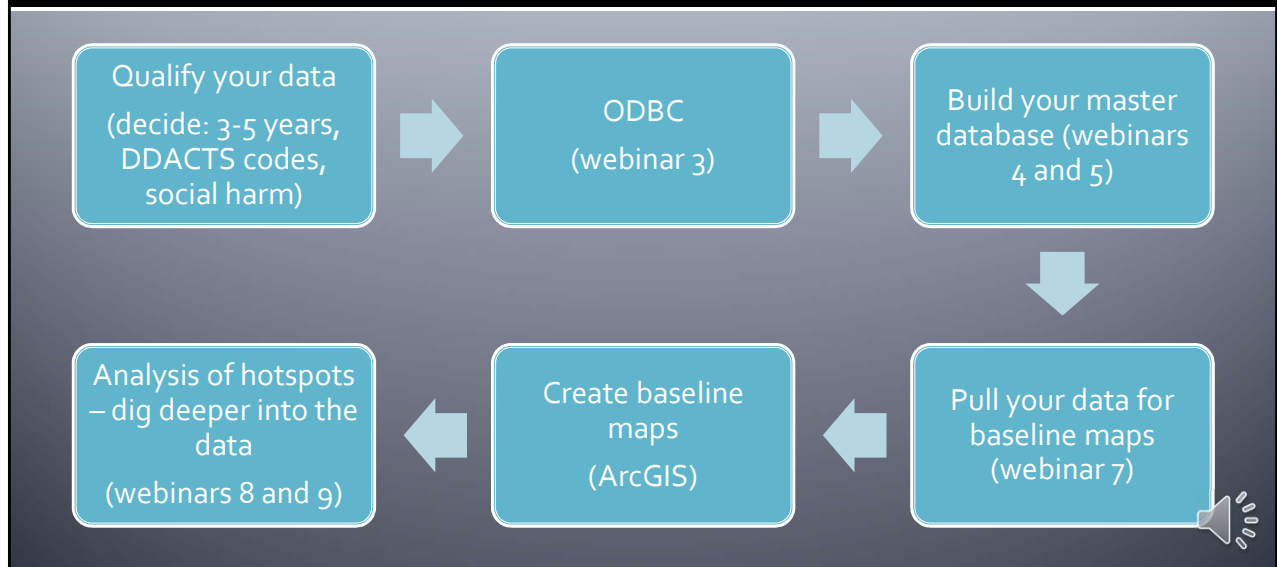 Qualify your data
(decide: 3-5 years,
DDACTS codes,
social harm)
ODBC
(webinar 3)
Build your master
database (webinars
4 and 5)
Pull your data for
baseline maps
(webinar 7)
Create baseline
maps
(ArcGIS)
Analysis of hotspots
– dig deeper into the
data
(webinars 8 and 9)